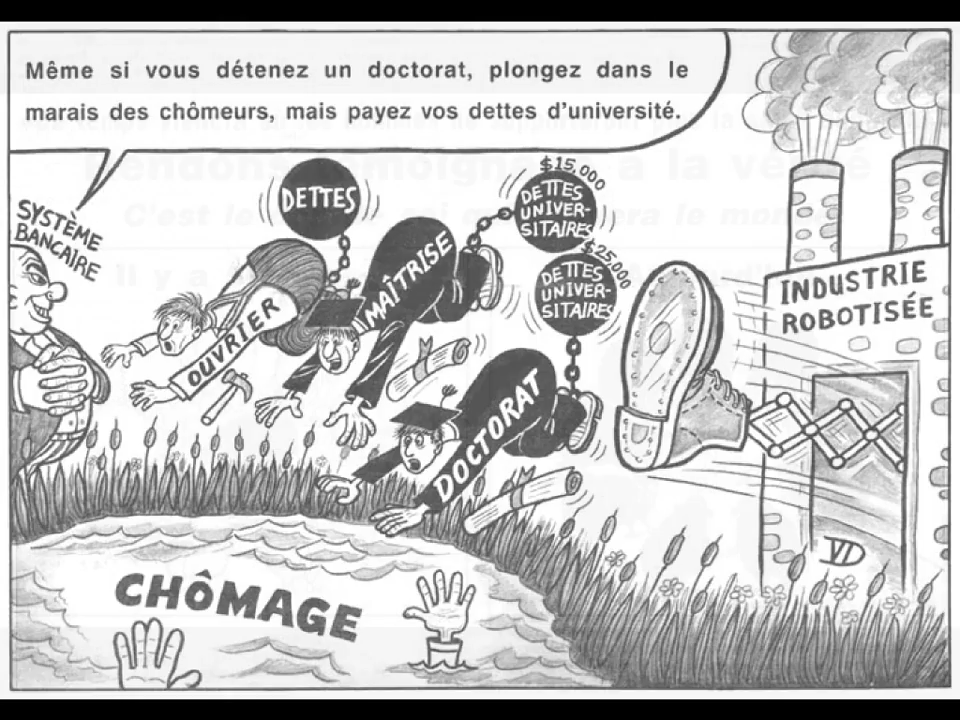 Même si vous détenez un doctorat, plongez dans le
marais des chômeurs, mais payez vos dettes d'université.
SYSTÈME
BANCAIRE
DETTES
$15,000
DETTES
UNIVER-
SITAIRES
$25,000
DETTES
UNIVER-
SITAIRES
OUVRIER
MAÎTRISE
DOCTORAT
INDUSTRIE
ROBOTISÉE
CHÔMAGE